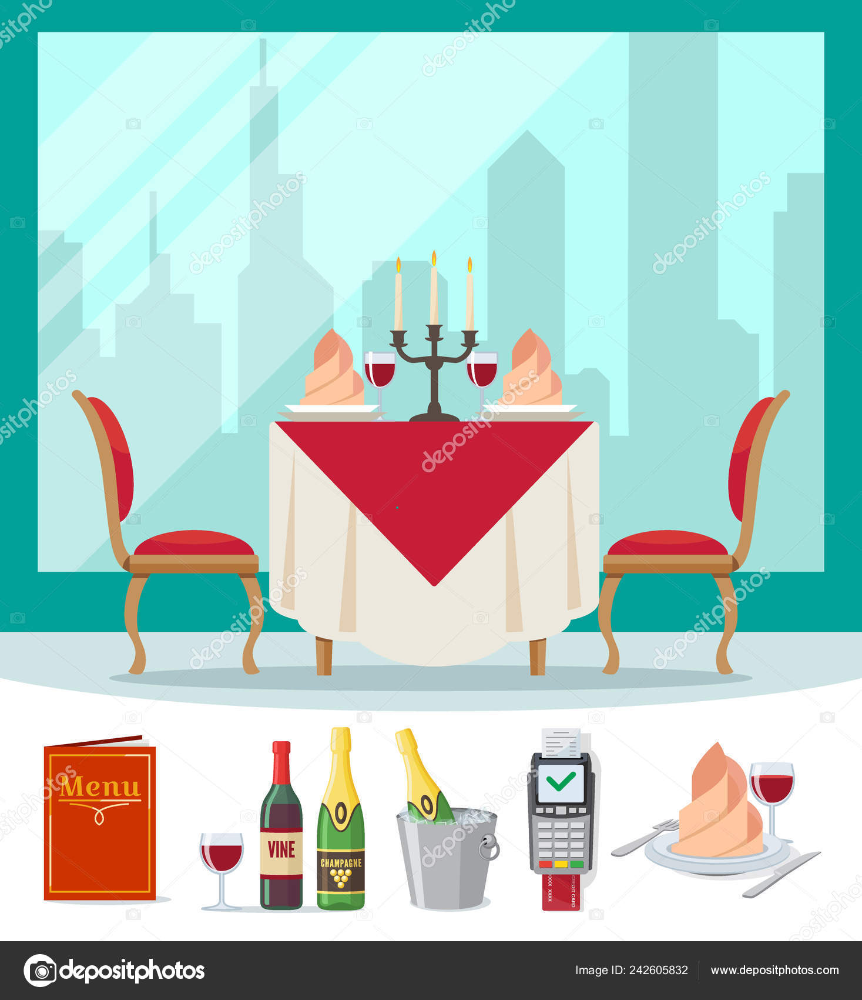 Menu
VINE
CHAMPAGNE
XXXX XXXX
CREDIT CARD
depositphotos
Image ID: 242605832
www.depositphotos.com